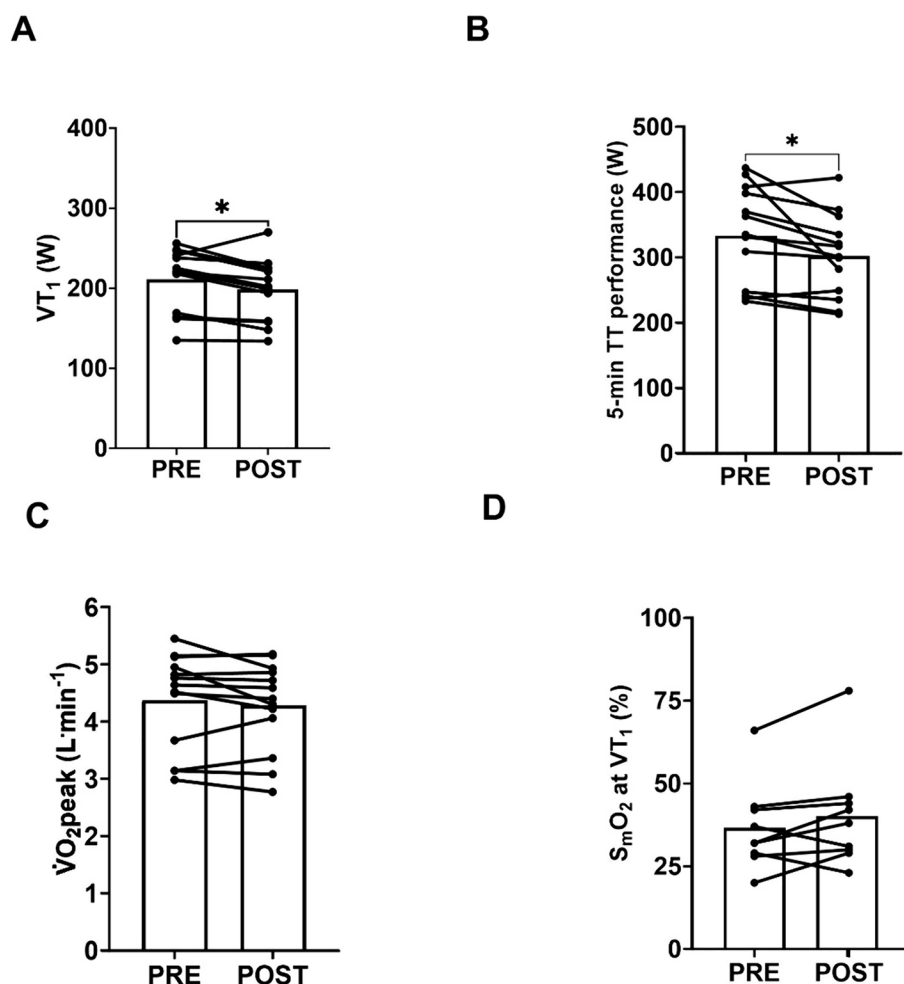 A
VT₁ (W)
400
300
200
100
0
*
PRE POST
B
5-min TT performance (W)
500
400
300
200
100
0
*
PRE POST
C
V̇O₂peak (L·min⁻¹)
6
5
4
3
2
1
0
PRE POST
D
SₘO₂ at VT₁ (%)
100
75
50
25
0
PRE POST